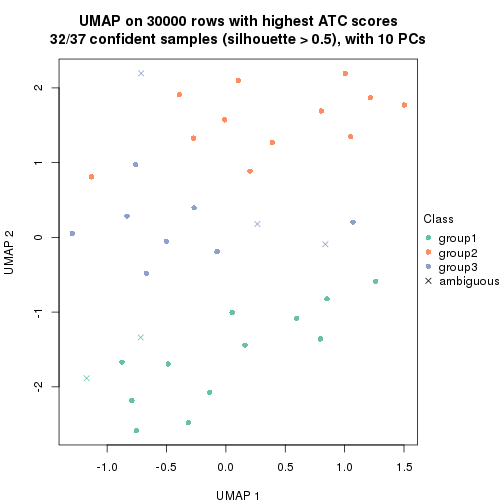 UMAP on 30000 rows with highest ATC scores
32/37 confident samples (silhouette > 0.5), with 10 PCs
2
1
0
-1
-2
UMAP 2
-1.0 -0.5 0.0 0.5 1.0 1.5
UMAP 1
Class
group1
group2
group3
ambiguous